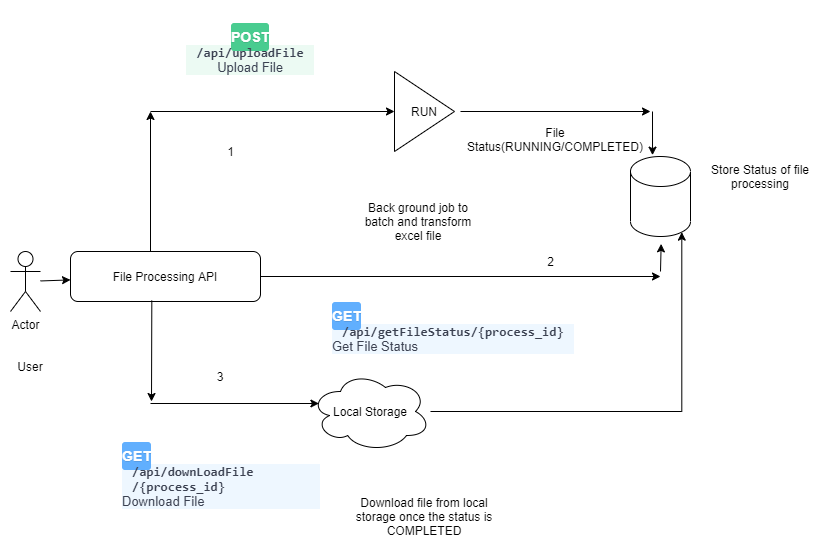 POST
/api/uploadFile
Upload File
RUN
File
Status(RUNNING/COMPLETED)
1
Store Status of file
processing
Back ground job to
batch and transform
excel file
2
File Processing API
Actor
User
GET
/api/getFileStatus/{process_id}
Get File Status
3
Local Storage
GET
/api/downLoadFile
/{process_id}
Download File
Download file from local
storage once the status is
COMPLETED